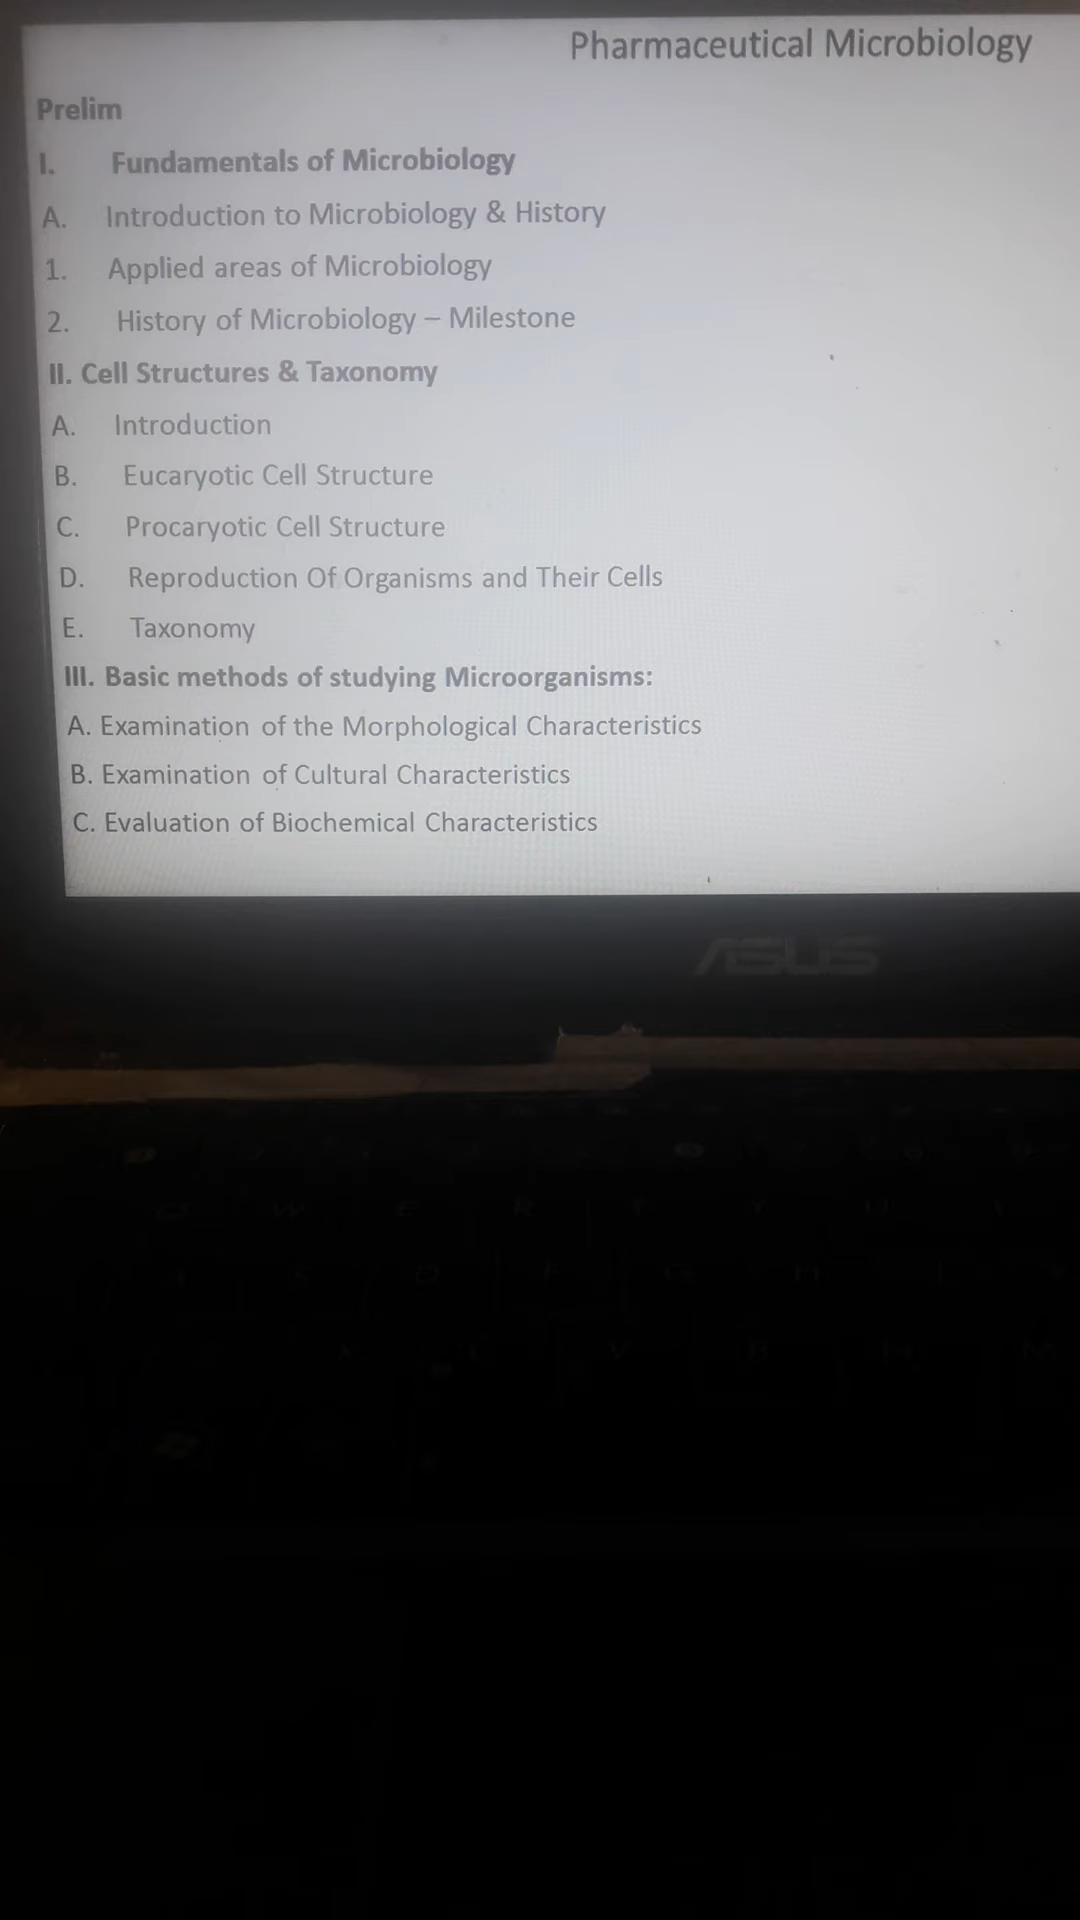 Pharmaceutical Microbiology
Prelim
I. Fundamentals of Microbiology
A. Introduction to Microbiology & History
1. Applied areas of Microbiology
2. History of Microbiology – Milestone
II. Cell Structures & Taxonomy
A. Introduction
B. Eucaryotic Cell Structure
C. Procaryotic Cell Structure
D. Reproduction Of Organisms and Their Cells
E. Taxonomy
III. Basic methods of studying Microorganisms:
A. Examination of the Morphological Characteristics
B. Examination of Cultural Characteristics
C. Evaluation of Biochemical Characteristics
ASUS